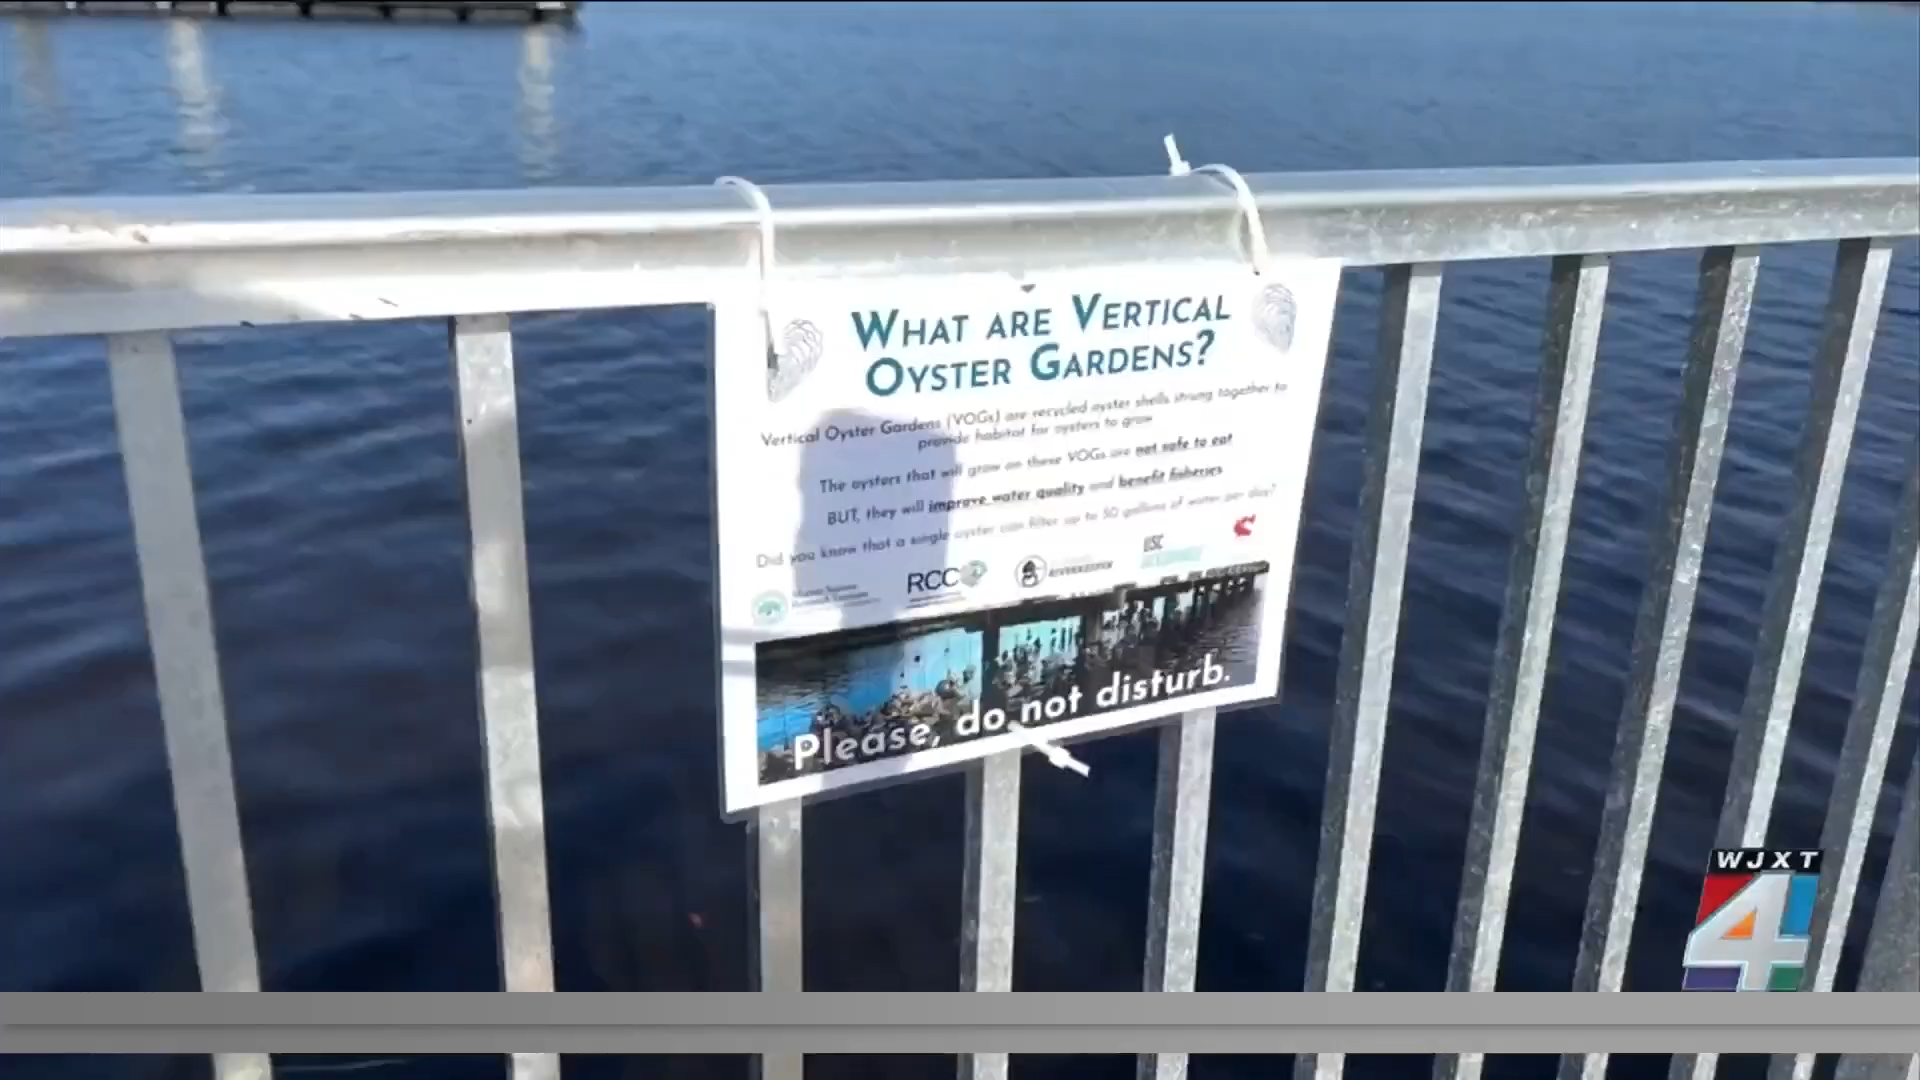 WHAT ARE VERTICAL
OYSTER GARDENS?
Vertical Oyster Gardens (VOGs) are recycled oyster shells strung together to
provide habitat for oysters to grow
The oysters that will grow on these VOGs are not safe to eat
BUT, they will improve water quality and benefit fisheries
Did you know that a single oyster can filter up to 50 gallons of water per day?
RCC
RIVERKEEPER
Please, do not disturb.
WJXT
4